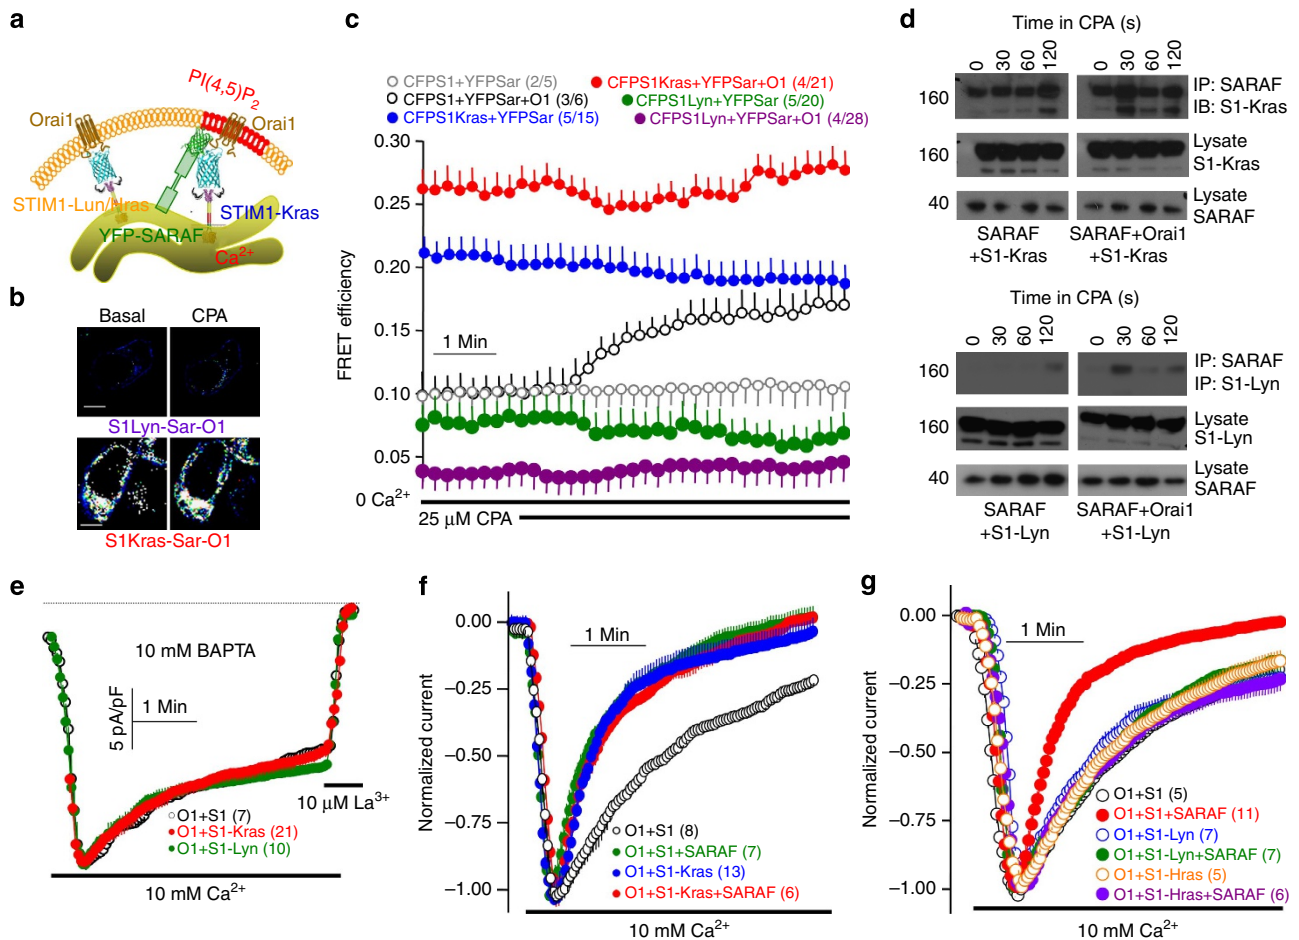 a
PI(4,5)P2
Orai1
Orai1
STIM1-Lun/Nras
STIM1-Kras
YFP-SARAF
Ca2+
b
Basal
CPA
S1Lyn-Sar-O1
S1Kras-Sar-O1
c
CFPS1+YFPSar (2/5)
CFPS1+YFPSar+O1 (3/6)
CFPS1Kras+YFPSar (5/15)
CFPS1Kras+YFPSar+O1 (4/21)
CFPS1Lyn+YFPSar (5/20)
CFPS1Lyn+YFPSar+O1 (4/28)
FRET efficiency
0.30
0.25
0.20
0.15
0.10
0.05
1 Min
0 Ca2+
25 μM CPA
d
Time in CPA (s)
0 30 60 120
0 30 60 120
160
IP: SARAF
IB: S1-Kras
160
Lysate
S1-Kras
40
Lysate
SARAF
SARAF
+S1-Kras
SARAF+Orai1
+S1-Kras
Time in CPA (s)
0 30 60 120
0 30 60 120
160
IP: SARAF
IP: S1-Lyn
160
Lysate
S1-Lyn
40
Lysate
SARAF
SARAF
+S1-Lyn
SARAF+Orai1
+S1-Lyn
e
10 mM BAPTA
5 pA/pF
1 Min
10 μM La3+
O1+S1 (7)
O1+S1-Kras (21)
O1+S1-Lyn (10)
10 mM Ca2+
f
Normalized current
0.00
−0.25
−0.50
−0.75
−1.00
1 Min
O1+S1 (8)
O1+S1+SARAF (7)
O1+S1-Kras (13)
O1+S1-Kras+SARAF (6)
10 mM Ca2+
g
Normalized current
0.00
−0.25
−0.50
−0.75
−1.00
1 Min
O1+S1 (5)
O1+S1+SARAF (11)
O1+S1-Lyn (7)
O1+S1-Lyn+SARAF (7)
O1+S1-Hras (5)
O1+S1-Hras+SARAF (6)
10 mM Ca2+